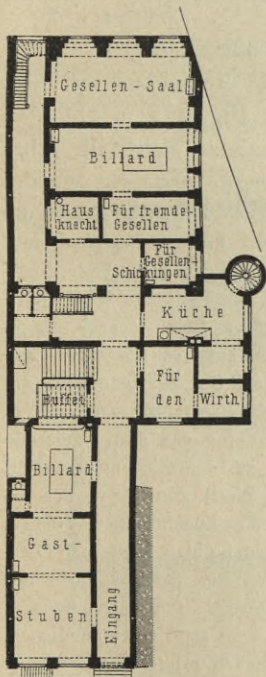 Gesellen-Saal
Billard
Haus
knecht
Für fremde-
Gesellen
Für
Gesellen
Schickungen
Küche
Für
den
Wirth
Buffet
Billard
Gast-
Stuben
Eingang